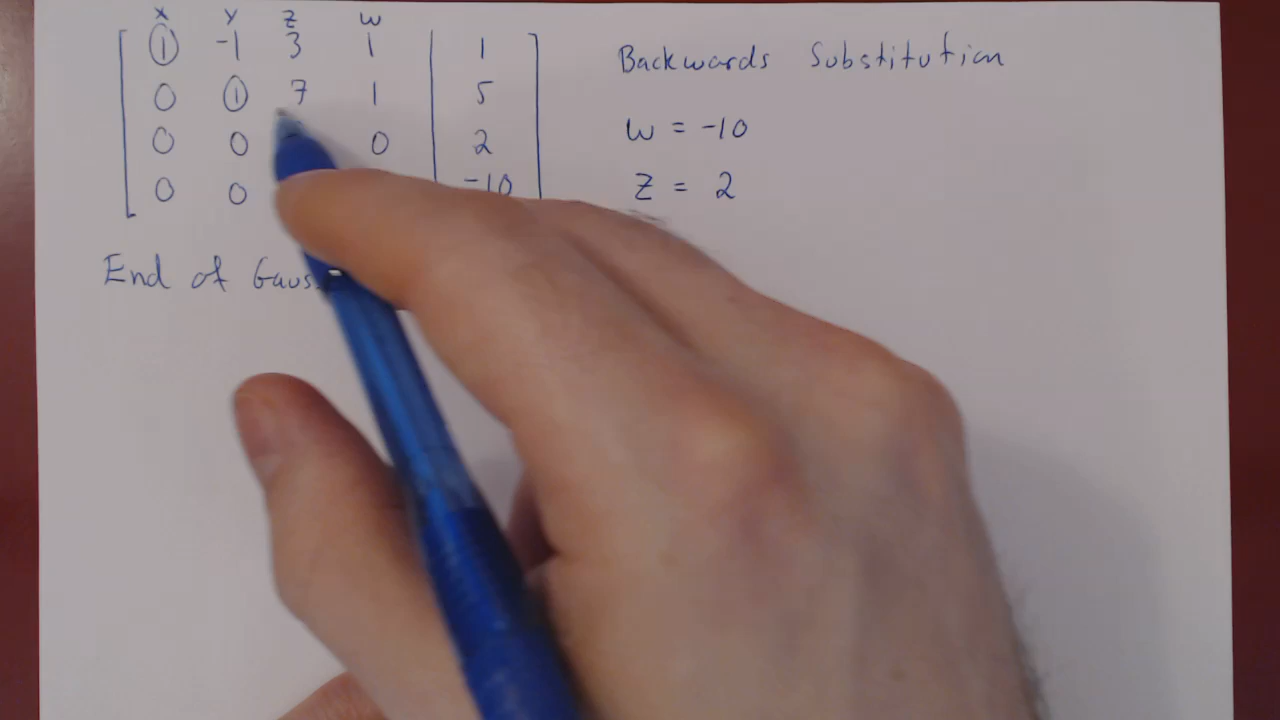 x y z w
1 -1 3 1 1
0 1 7 1 5
0 0 0 2
0 0 -10
End of Gaus
Backwards Substitution
w = -10
z = 2